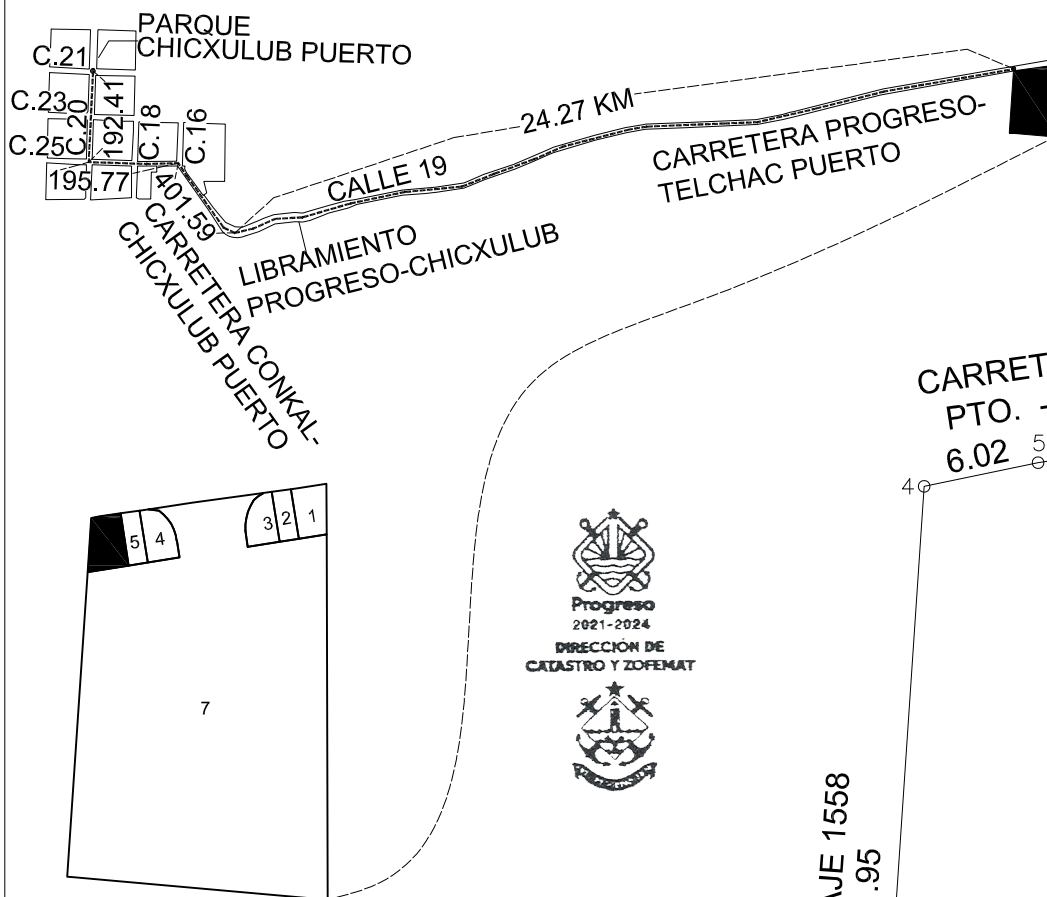 PARQUE
CHICXULUB PUERTO
C.21
C.23
C.20
192.41
C.18
C.16
C.25
195.77
401.59
CARRETERA CONKAL-
CHICXULUB PUERTO
24.27 KM
CALLE 19
CARRETERA PROGRESO-
TELCHAC PUERTO
LIBRAMIENTO
PROGRESO-CHICXULUB
CARRET
PTO. -
6.02
5
4
5
4
3
2
1
7
Progreso
2021-2024
DIRECCIÓN DE
CATASTRO Y ZOFEMAT
AJE 1558
.95